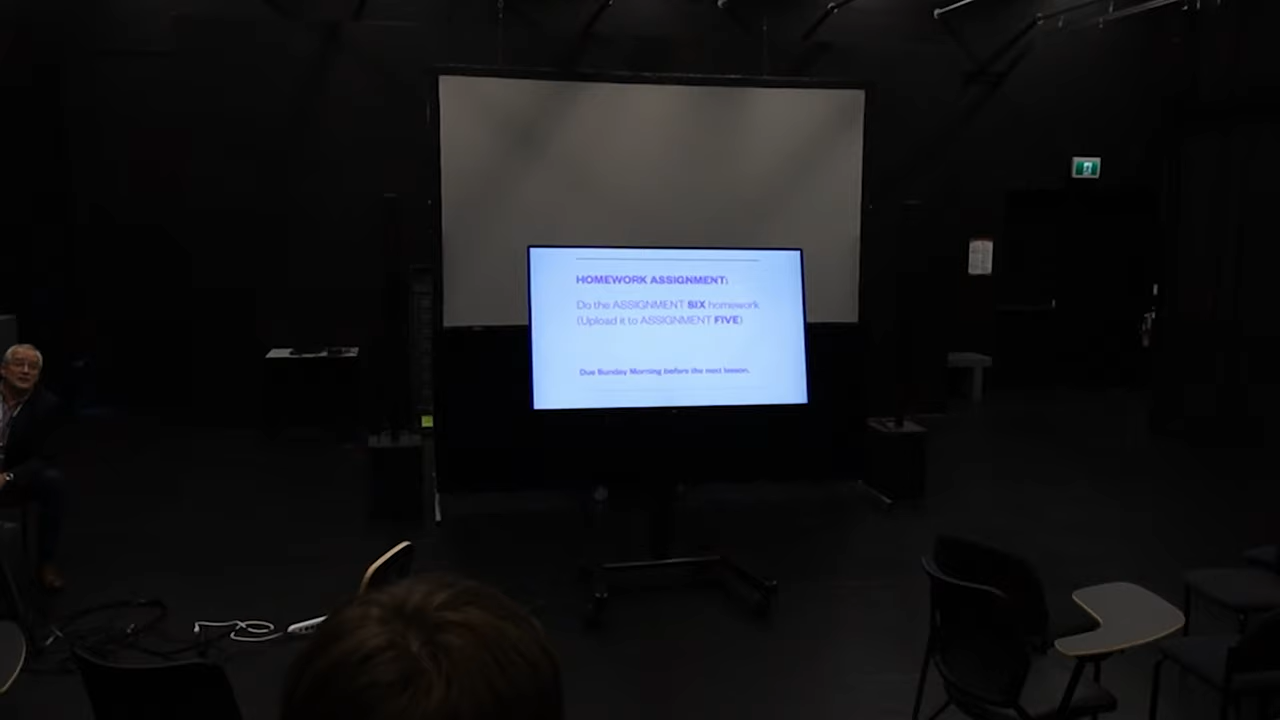 HOMEWORK ASSIGNMENT:
Do the ASSIGNMENT SIX homework
(Upload it to ASSIGNMENT FIVE)
Due Sunday Morning before the next lesson.